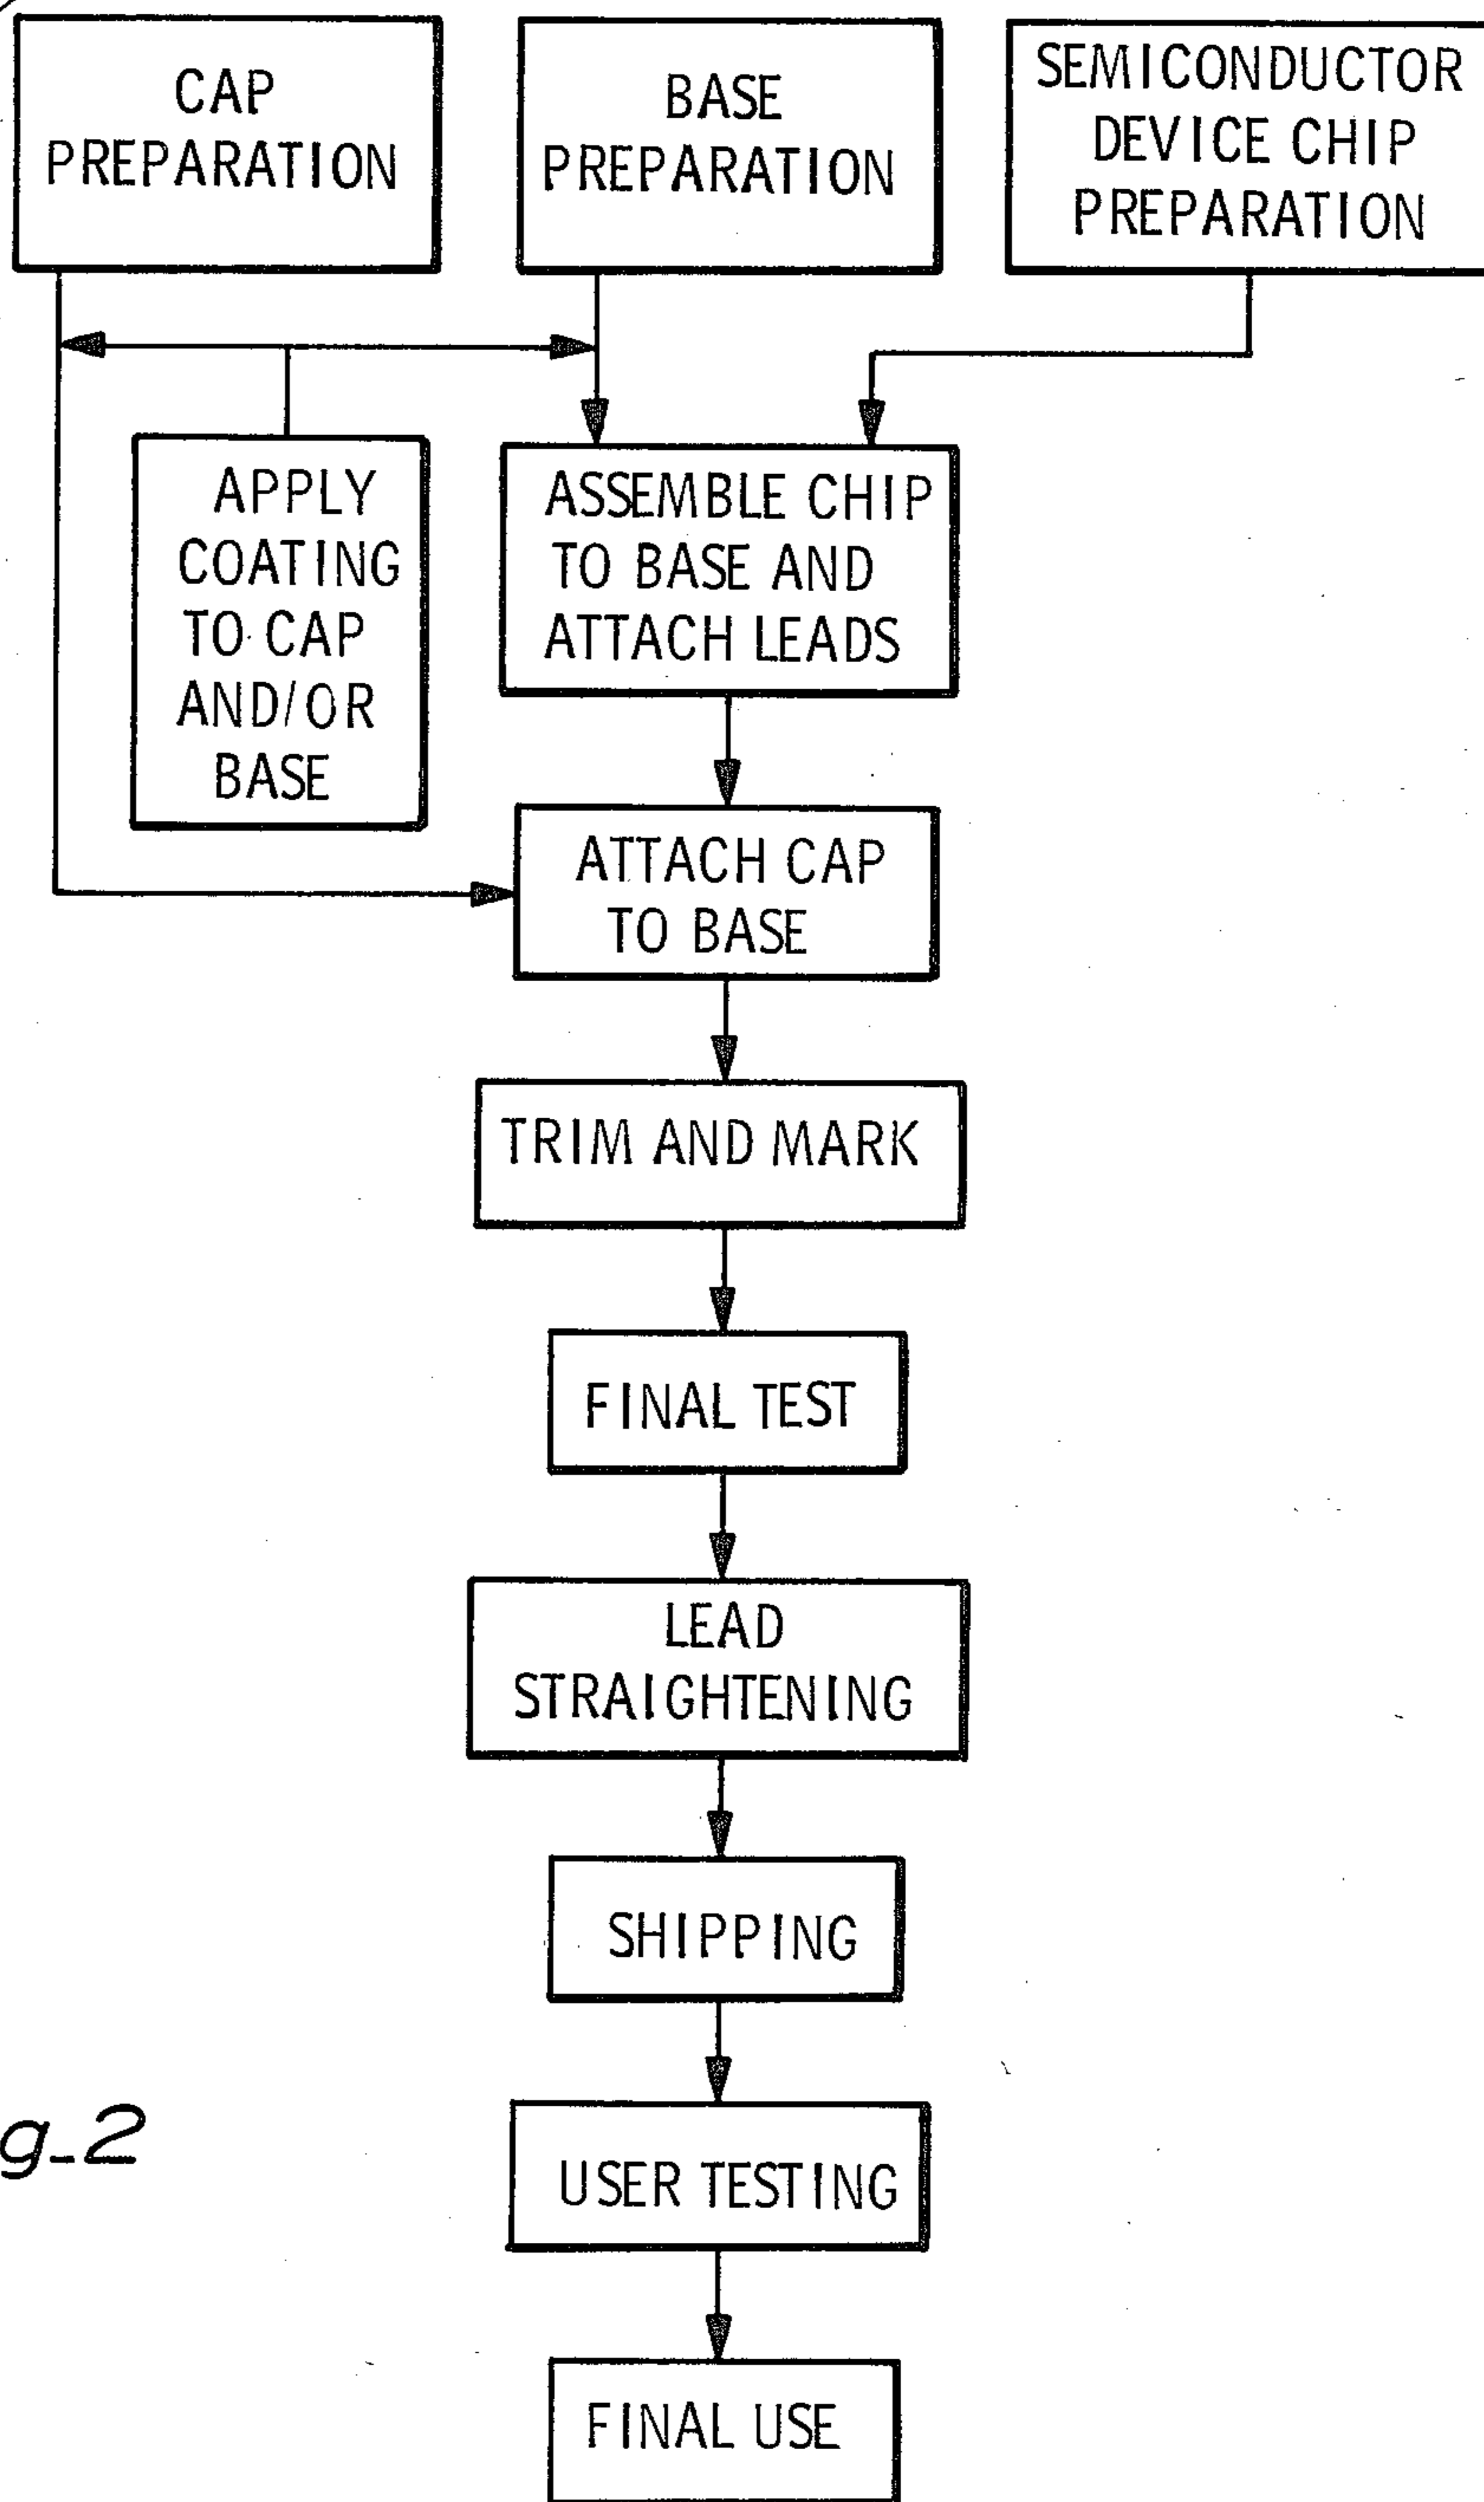 CAP
PREPARATION
BASE
PREPARATION
SEMICONDUCTOR
DEVICE CHIP
PREPARATION
APPLY
COATING
TO CAP
AND/OR
BASE
ASSEMBLE CHIP
TO BASE AND
ATTACH LEADS
ATTACH CAP
TO BASE
TRIM AND MARK
FINAL TEST
LEAD
STRAIGHTENING
SHIPPING
USER TESTING
g-2
FINAL USE